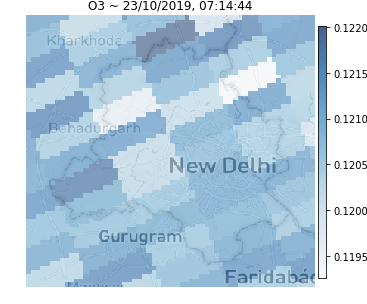 O3 ~ 23/10/2019, 07:14:44
Kharkhoda
Bahadurgarh
New Delhi
Gurugram
Faridabad
0.1220
0.1215
0.1210
0.1205
0.1200
0.1195